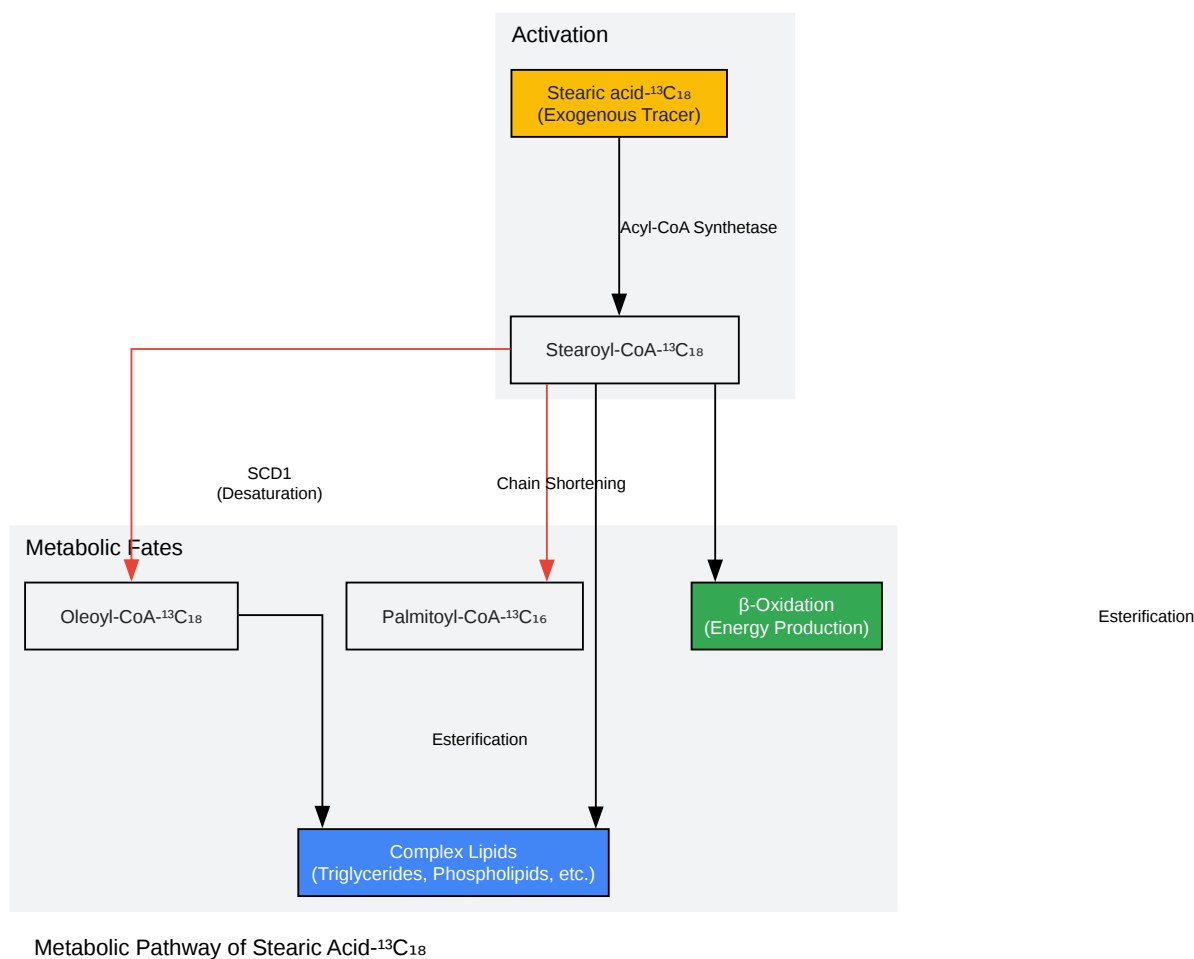 Activation
Stearic acid-¹³C₁₈
(Exogenous Tracer)
Acyl-CoA Synthetase
Stearoyl-CoA-¹³C₁₈
SCD1
(Desaturation)
Chain Shortening
Metabolic Fates
Oleoyl-CoA-¹³C₁₈
Palmitoyl-CoA-¹³C₁₆
β-Oxidation
(Energy Production)
Esterification
Esterification
Complex Lipids
(Triglycerides, Phospholipids, etc.)
Metabolic Pathway of Stearic Acid-¹³C₁₈